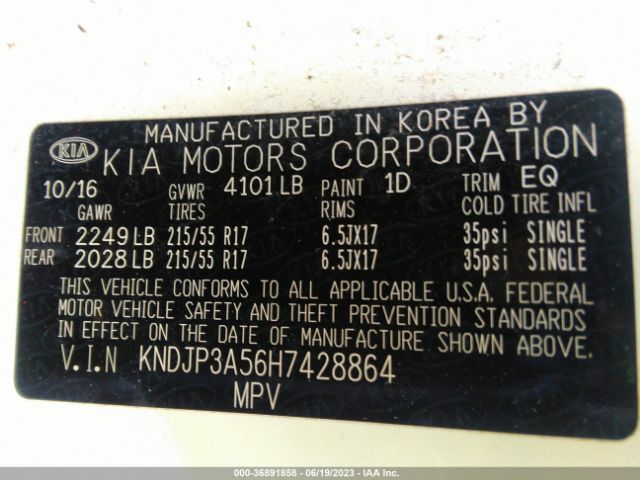 MANUFACTURED IN KOREA BY
KIA KIA MOTORS CORPORATION
10/16 GVWR 4101 LB PAINT 1D TRIM EQ
GAWR TIRES RIMS COLD TIRE INFL
FRONT 2249 LB 215/55 R17 6.5JX17 35psi SINGLE
REAR 2028 LB 215/55 R17 6.5JX17 35psi SINGLE
THIS VEHICLE CONFORMS TO ALL APPLICABLE U.S.A. FEDERAL
MOTOR VEHICLE SAFETY AND THEFT PREVENTION STANDARDS
IN EFFECT ON THE DATE OF MANUFACTURE SHOWN ABOVE.
V.I.N KNDJP3A56H7428864
MPV
000-36891858 - 06/19/2023 - IAA Inc.